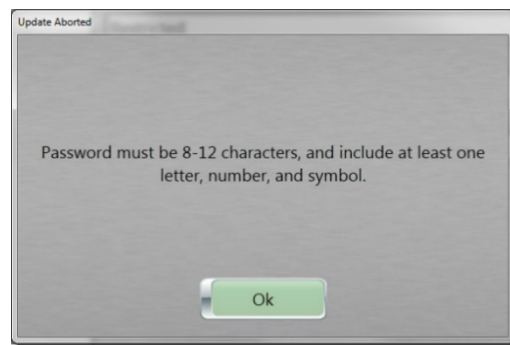 Update Aborted
Password must be 8-12 characters, and include at least one
letter, number, and symbol.
Ok